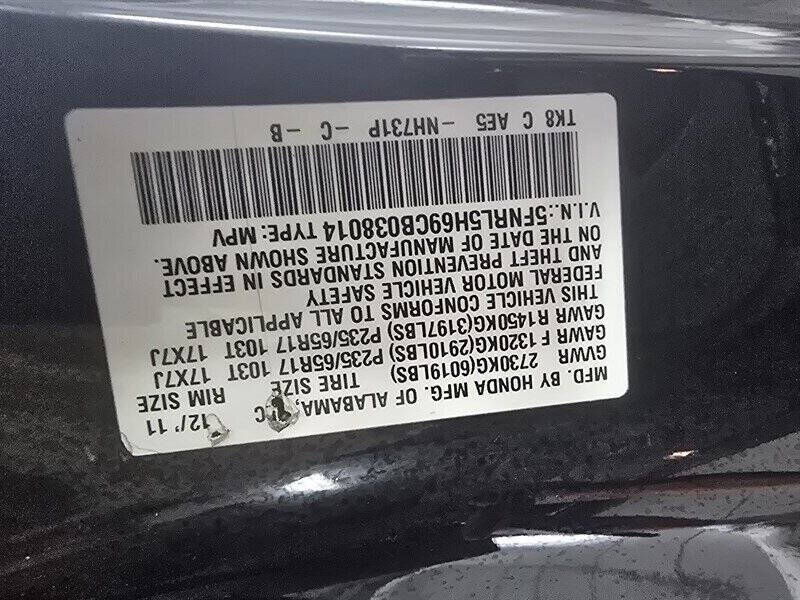 MFD. BY HONDA MFG. OF ALABAMA, C 12/'11
TIRE SIZE RIM SIZE
GVWR 2730KG(6019LBS)
GAWR F 1320KG(2910LBS) P235/65R17 103T 17X7J
GAWR R1450KG(3197LBS) P235/65R17 103T 17X7J
THIS VEHICLE CONFORMS TO ALL APPLICABLE
FEDERAL MOTOR VEHICLE SAFETY
AND THEFT PREVENTION STANDARDS IN EFFECT
ON THE DATE OF MANUFACTURE SHOWN ABOVE.
V.I.N.:5FNRL5H69CB038014 TYPE: MPV
TK8 C AE5 -NH731P -C -B